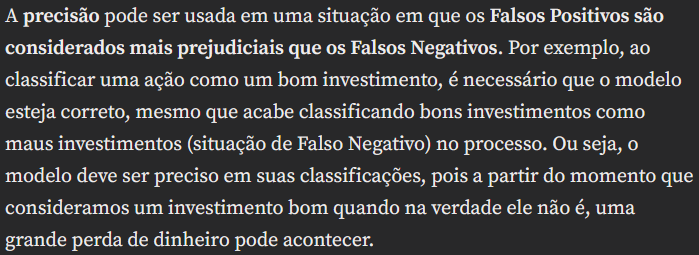 A precisão pode ser usada em uma situação em que os Falsos Positivos são
considerados mais prejudiciais que os Falsos Negativos. Por exemplo, ao
classificar uma ação como um bom investimento, é necessário que o modelo
esteja correto, mesmo que acabe classificando bons investimentos como
maus investimentos (situação de Falso Negativo) no processo. Ou seja, o
modelo deve ser preciso em suas classificações, pois a partir do momento que
consideramos um investimento bom quando na verdade ele não é, uma
grande perda de dinheiro pode acontecer.